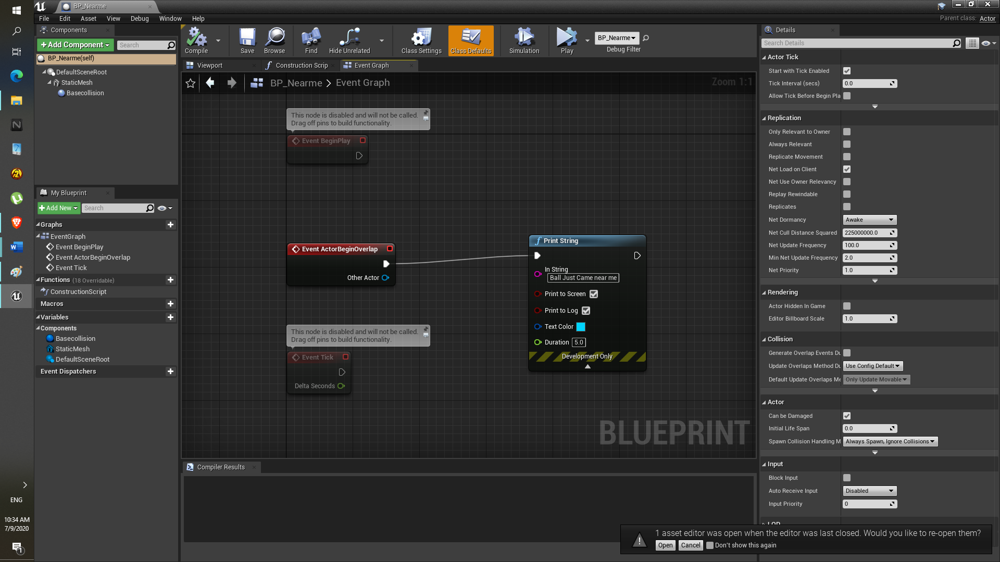 BP_Nearme
File Edit Asset View Debug Window Help
Parent class: Actor
Components
+Add Component
Search
BP_Nearme(self)
DefaultSceneRoot
StaticMesh
Basecollision
My Blueprint
+Add New
Search
Graphs
EventGraph
Event BeginPlay
Event ActorBeginOverlap
Event Tick
Functions (18 Overridable)
ConstructionScript
Macros
Variables
Components
Basecollision
StaticMesh
DefaultSceneRoot
Event Dispatchers
Compile
Save
Browse
Find
Hide Unrelated
Class Settings
Class Defaults
Simulation
Play
BP_Nearme
Debug Filter
Viewport
Construction Scrip
Event Graph
BP_Nearme > Event Graph
Zoom 1:1
This node is disabled and will not be called.
Drag off pins to build functionality.
Event BeginPlay
Event ActorBeginOverlap
Other Actor
Print String
In String
Ball Just Came near me
Print to Screen
Print to Log
Text Color
Duration 5.0
Development Only
This node is disabled and will not be called.
Drag off pins to build functionality.
Event Tick
Delta Seconds
BLUEPRINT
Compiler Results
Details
Search Details
Actor Tick
Start with Tick Enabled
Tick Interval (secs) 0.0
Allow Tick Before Begin Pla
Replication
Only Relevant to Owner
Always Relevant
Replicate Movement
Net Load on Client
Net Use Owner Relevancy
Replay Rewindable
Replicates
Net Dormancy Awake
Net Cull Distance Squared 225000000.0
Net Update Frequency 100.0
Min Net Update Frequency 2.0
Net Priority 1.0
Rendering
Actor Hidden In Game
Editor Billboard Scale 1.0
Collision
Generate Overlap Events Du
Update Overlaps Method Du Use Config Default
Default Update Overlaps Me Only Update Movable
Actor
Can be Damaged
Initial Life Span 0.0
Spawn Collision Handling M Always Spawn, Ignore Collisions
Input
Block Input
Auto Receive Input Disabled
Input Priority 0
LOD
1 asset editor was open when the editor was last closed. Would you like to re-open them?
Open Cancel Don't show this again
ENG
10:34 AM
7/9/2020
1